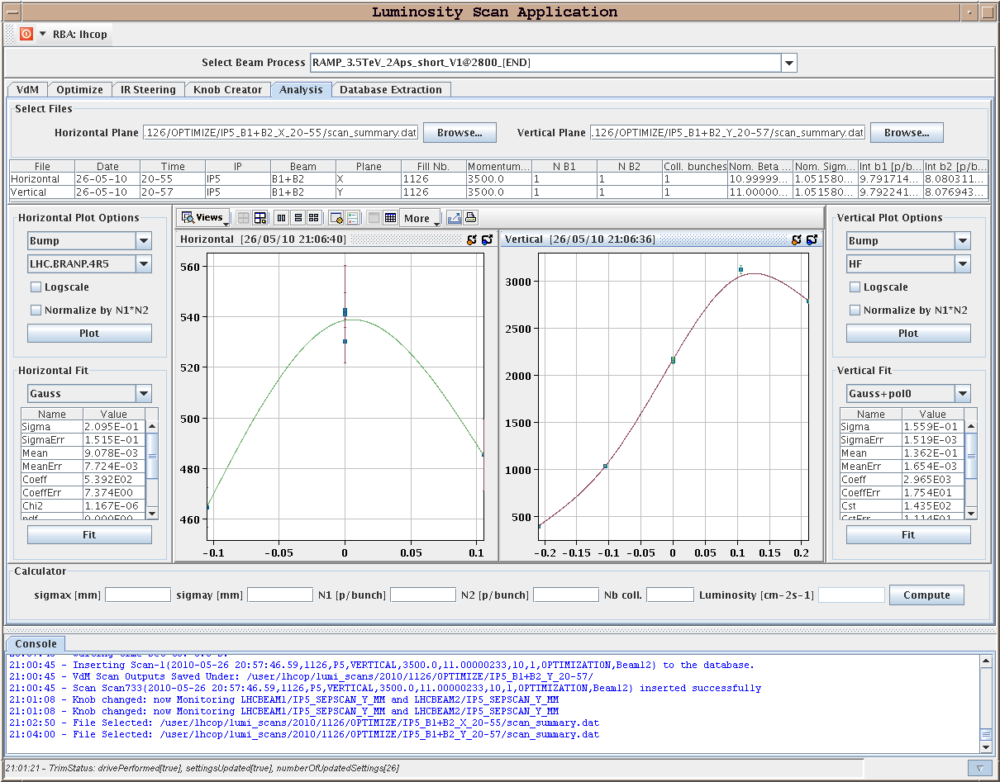 Luminosity Scan Application
RBA: lhcop
Select Beam Process RAMP_3.5TeV_2Aps_short_V1@2800_[END]
VdM Optimize IR Steering Knob Creator Analysis Database Extraction
Select Files
Horizontal Plane .126/OPTIMIZE/IP5_B1+B2_X_20-55/scan_summary.dat Browse... Vertical Plane .126/OPTIMIZE/IP5_B1+B2_Y_20-57/scan_summary.dat Browse...
File Date Time IP Beam Plane Fill Nb. Momentum... N B1 N B2 Coll. bunches Nom. Beta ... Nom. Sigm... Int b1 [p/b... Int b2 [p/b...
Horizontal 26-05-10 20-55 IP5 B1+B2 X 1126 3500.0 1 1 1 10.99999... 1.051580... 9.791714... 8.080311...
Vertical 26-05-10 20-57 IP5 B1+B2 Y 1126 3500.0 1 1 1 11.00000... 1.051580... 9.792241... 8.076943...
Horizontal Plot Options
Bump
LHC.BRANP.4R5
Logscale
Normalize by N1*N2
Plot
Horizontal Fit
Gauss
Name Value
Sigma 2.095E-01
SigmaErr 1.515E-01
Mean 9.078E-03
MeanErr 7.724E-03
Coeff 5.392E02
CoeffErr 7.374E00
Chi2 1.167E-06
ndf 0.000E00
Fit
Views More
Horizontal [26/05/10 21:06:40]
560
540
520
500
480
460
-0.1 -0.05 0 0.05 0.1
Vertical [26/05/10 21:06:36]
3000
2500
2000
1500
1000
500
-0.2 -0.15 -0.1 -0.05 0 0.05 0.1 0.15 0.2
Vertical Plot Options
Bump
HF
Logscale
Normalize by N1*N2
Plot
Vertical Fit
Gauss+pol0
Name Value
Sigma 1.559E-01
SigmaErr 1.519E-03
Mean 1.362E-01
MeanErr 1.654E-03
Coeff 2.965E03
CoeffErr 1.754E01
Cst 1.435E02
CstErr 1.114E01
Fit
Calculator
sigmax [mm] sigmay [mm] N1 [p/bunch] N2 [p/bunch] Nb coll. Luminosity [cm-2s-1] Compute
Console
21:00:45 - Inserting Scan-1{2010-05-26 20:57:46.59,1126,P5,VERTICAL,3500.0,11.00000233,10,1,OPTIMIZATION,Beam12} to the database.
21:00:45 - VdM Scan Outputs Saved Under: /user/lhcop/lumi_scans/2010/1126/OPTIMIZE/IP5_B1+B2_Y_20-57/
21:00:45 - Scan Scan733{2010-05-26 20:57:46.59,1126,P5,VERTICAL,3500.0,11.00000233,10,1,OPTIMIZATION,Beam12} inserted successfully
21:01:08 - Knob changed: now Monitoring LHCBEAM1/IP5_SEPSCAN_Y_MM and LHCBEAM2/IP5_SEPSCAN_Y_MM
21:01:08 - Knob changed: now Monitoring LHCBEAM1/IP5_SEPSCAN_Y_MM and LHCBEAM2/IP5_SEPSCAN_Y_MM
21:02:50 - File Selected: /user/lhcop/lumi_scans/2010/1126/OPTIMIZE/IP5_B1+B2_X_20-55/scan_summary.dat
21:04:00 - File Selected: /user/lhcop/lumi_scans/2010/1126/OPTIMIZE/IP5_B1+B2_Y_20-57/scan_summary.dat
21:01:21 - TrimStatus: drivePerformed[true], settingsUpdated[true], numberOfUpdatedSettings[26]